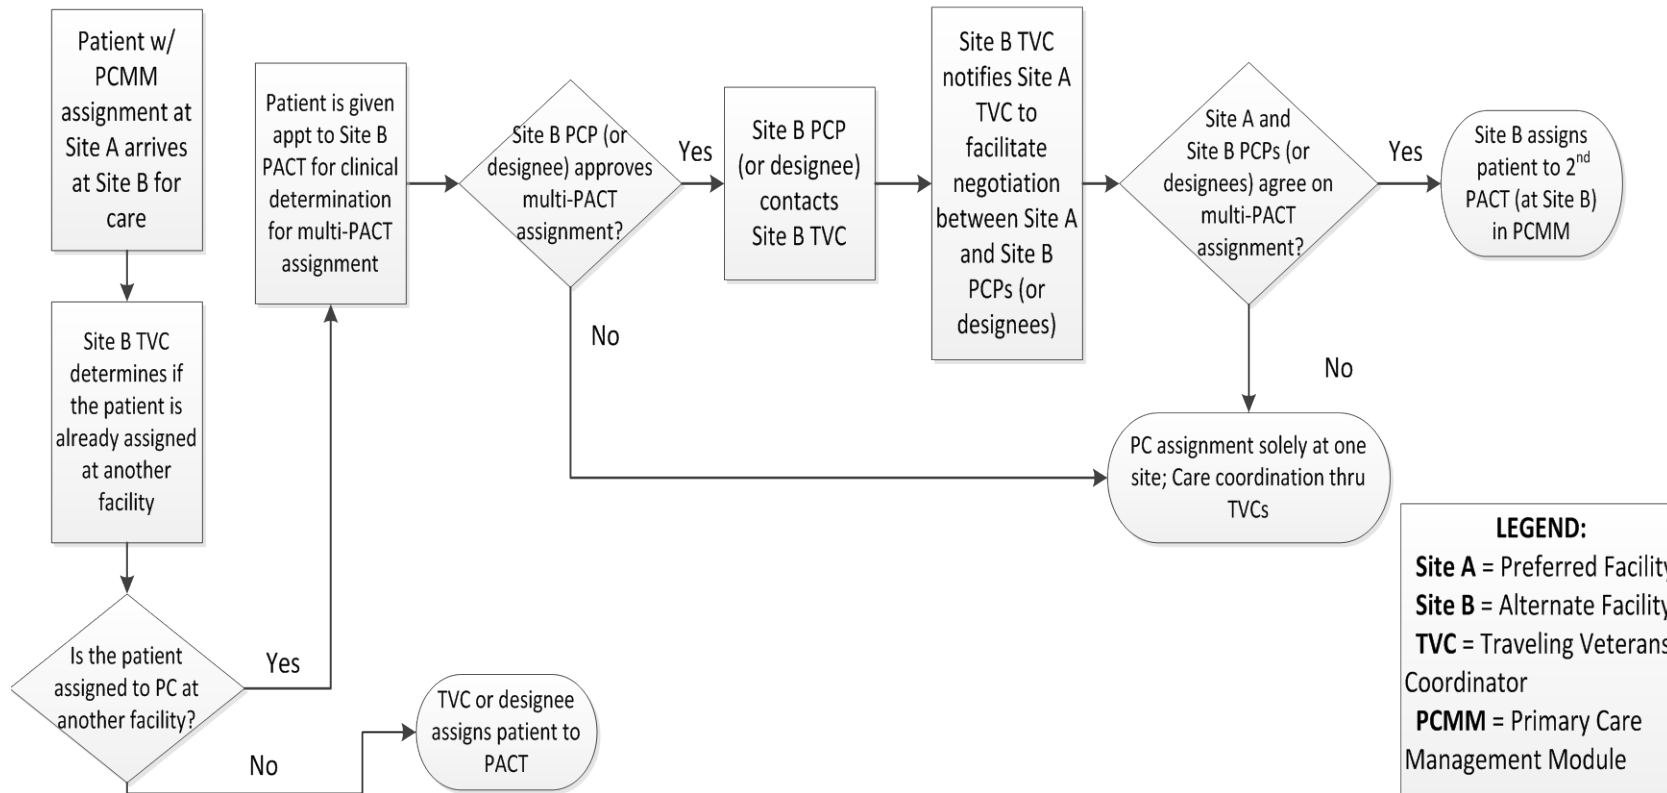 Patient w/
PCMM
assignment at
Site A arrives
at Site B for
care
Site B TVC
determines if
the patient is
already assigned
at another
facility
Is the patient
assigned to PC at
another facility?
Yes
No
TVC or designee
assigns patient to
PACT
Patient is given
appt to Site B
PACT for clinical
determination
for multi-PACT
assignment
Site B PCP (or
designee) approves
multi-PACT
assignment?
Yes
No
Site B PCP
(or designee)
contacts
Site B TVC
Site B TVC
notifies Site A
TVC to
facilitate
negotiation
between Site A
and Site B
PCPs (or
designees)
Site A and
Site B PCPs (or
designees) agree on
multi-PACT
assignment?
Yes
No
Site B assigns
patient to 2nd
PACT (at Site B)
in PCMM
PC assignment solely at one
site; Care coordination thru
TVCs
LEGEND:
Site A = Preferred Facility
Site B = Alternate Facility
TVC = Traveling Veterans
Coordinator
PCMM = Primary Care
Management Module